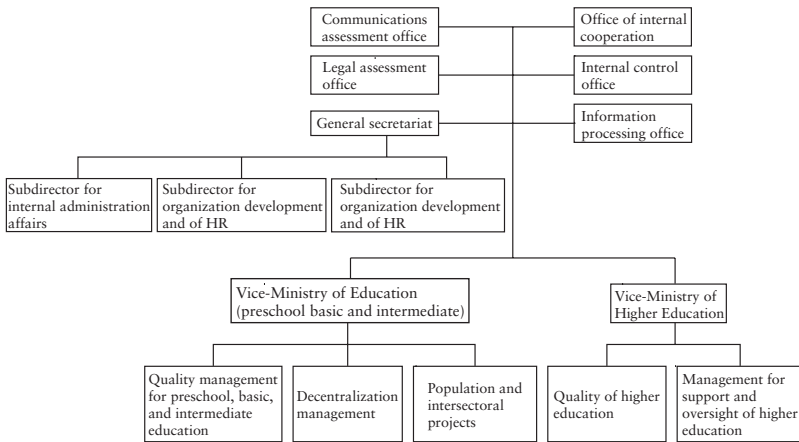 Communications
assessment office
Office of internal
cooperation
Legal assessment
office
Internal control
office
General secretariat
Information
processing office
Subdirector for
internal administration
affairs
Subdirector for
organization development
and of HR
Subdirector for
organization development
and of HR
Vice-Ministry of Education
(preschool basic and intermediate)
Vice-Ministry of
Higher Education
Quality management
for preschool, basic,
and intermediate
education
Decentralization
management
Population and
intersectoral
projects
Quality of higher
education
Management for
support and
oversight of higher
education